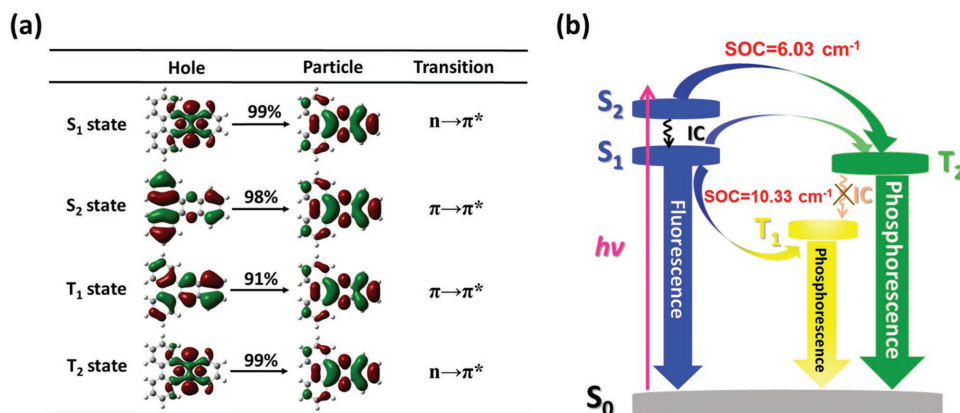 (a)
Hole Particle Transition
S₁ state 99% n→π*
S₂ state 98% π→π*
T₁ state 91% π→π*
T₂ state 99% n→π*
(b)
SOC=6.03 cm⁻¹
S₂
IC
S₁
T₂
SOC=10.33 cm⁻¹
IC
T₁
hν
Fluorescence
Phosphorescence
Phosphorescence
S₀